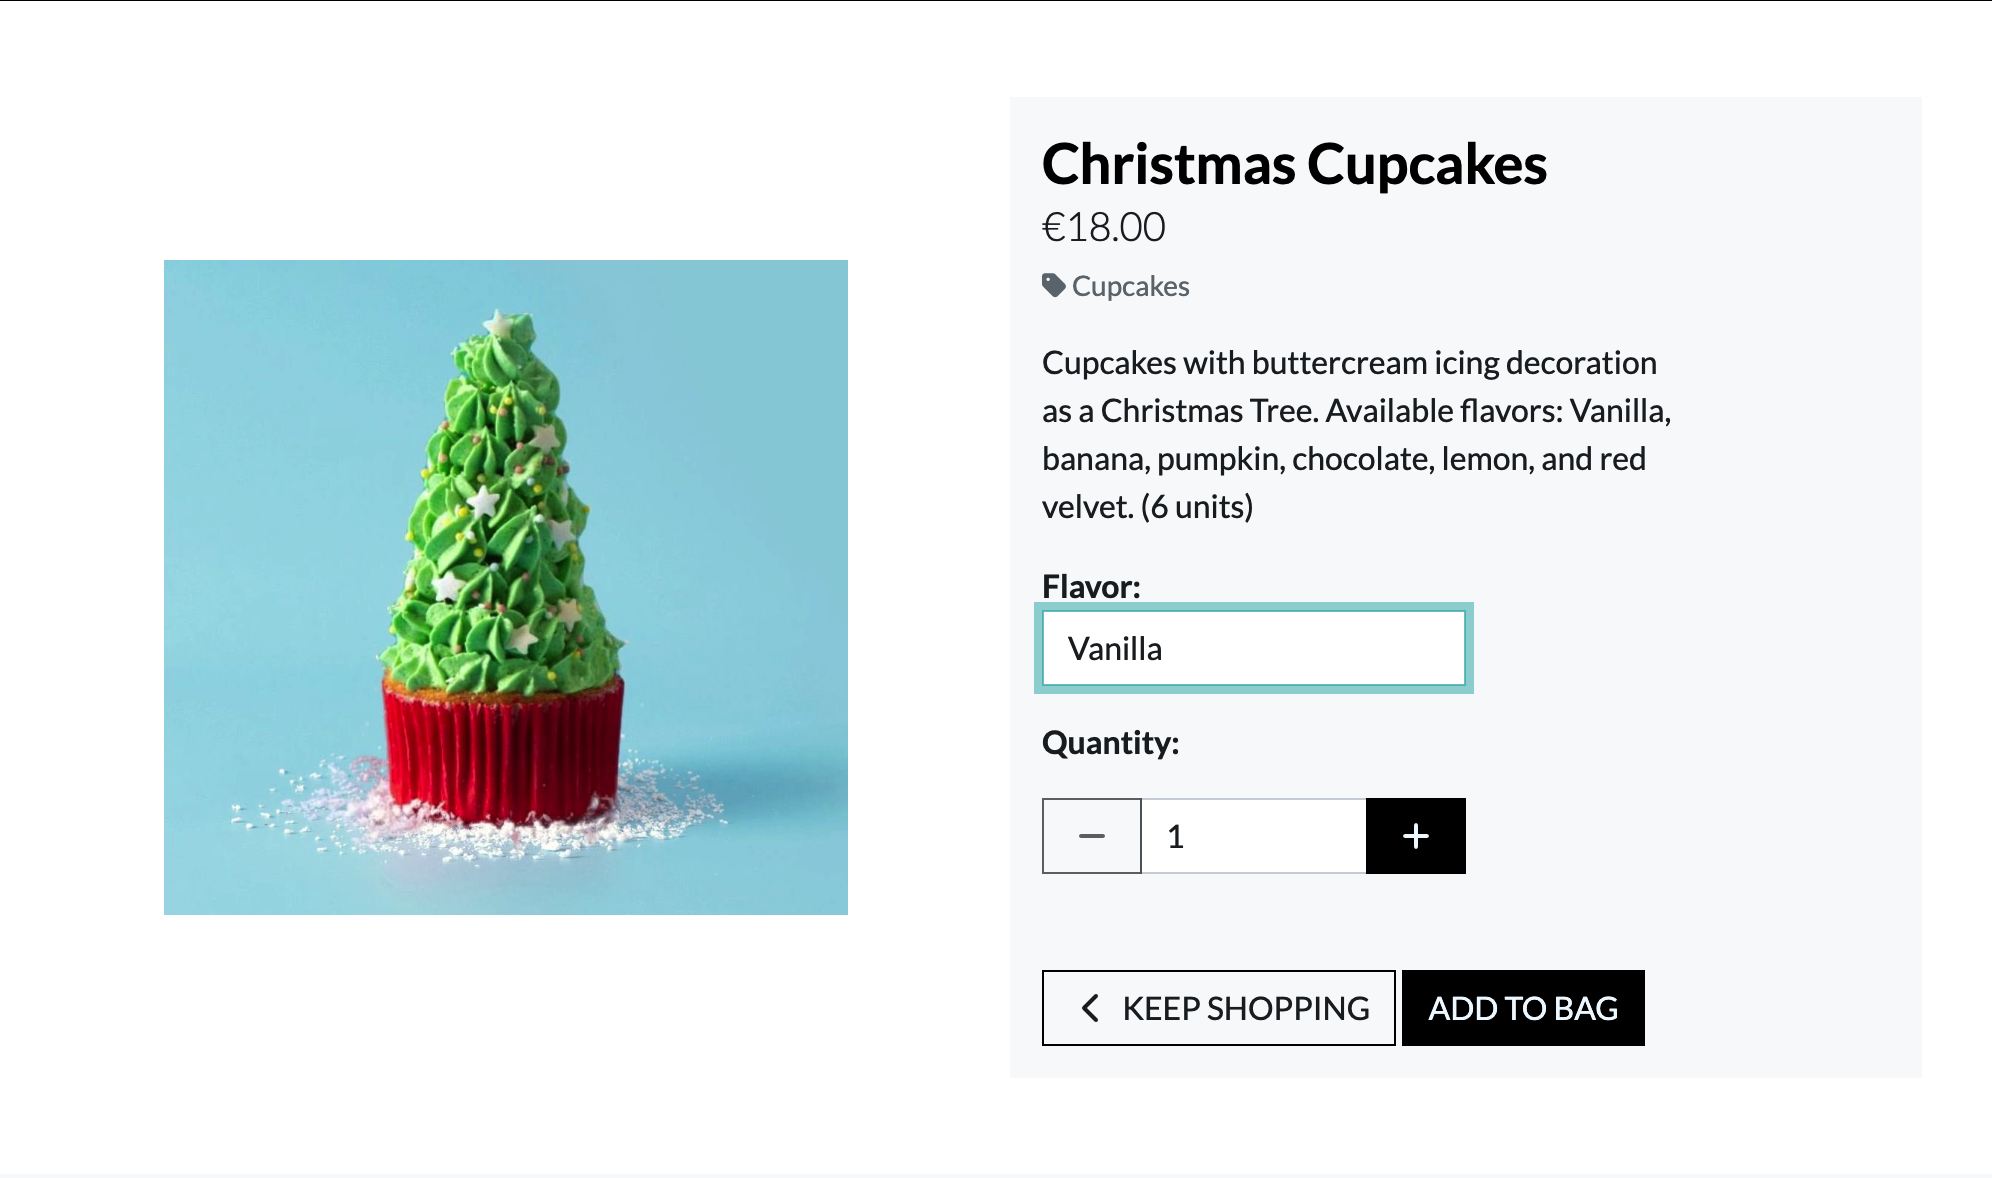 Christmas Cupcakes
€18.00
Cupcakes
Cupcakes with buttercream icing decoration
as a Christmas Tree. Available flavors: Vanilla,
banana, pumpkin, chocolate, lemon, and red
velvet. (6 units)
Flavor:
Vanilla
Quantity:
1
KEEP SHOPPING ADD TO BAG